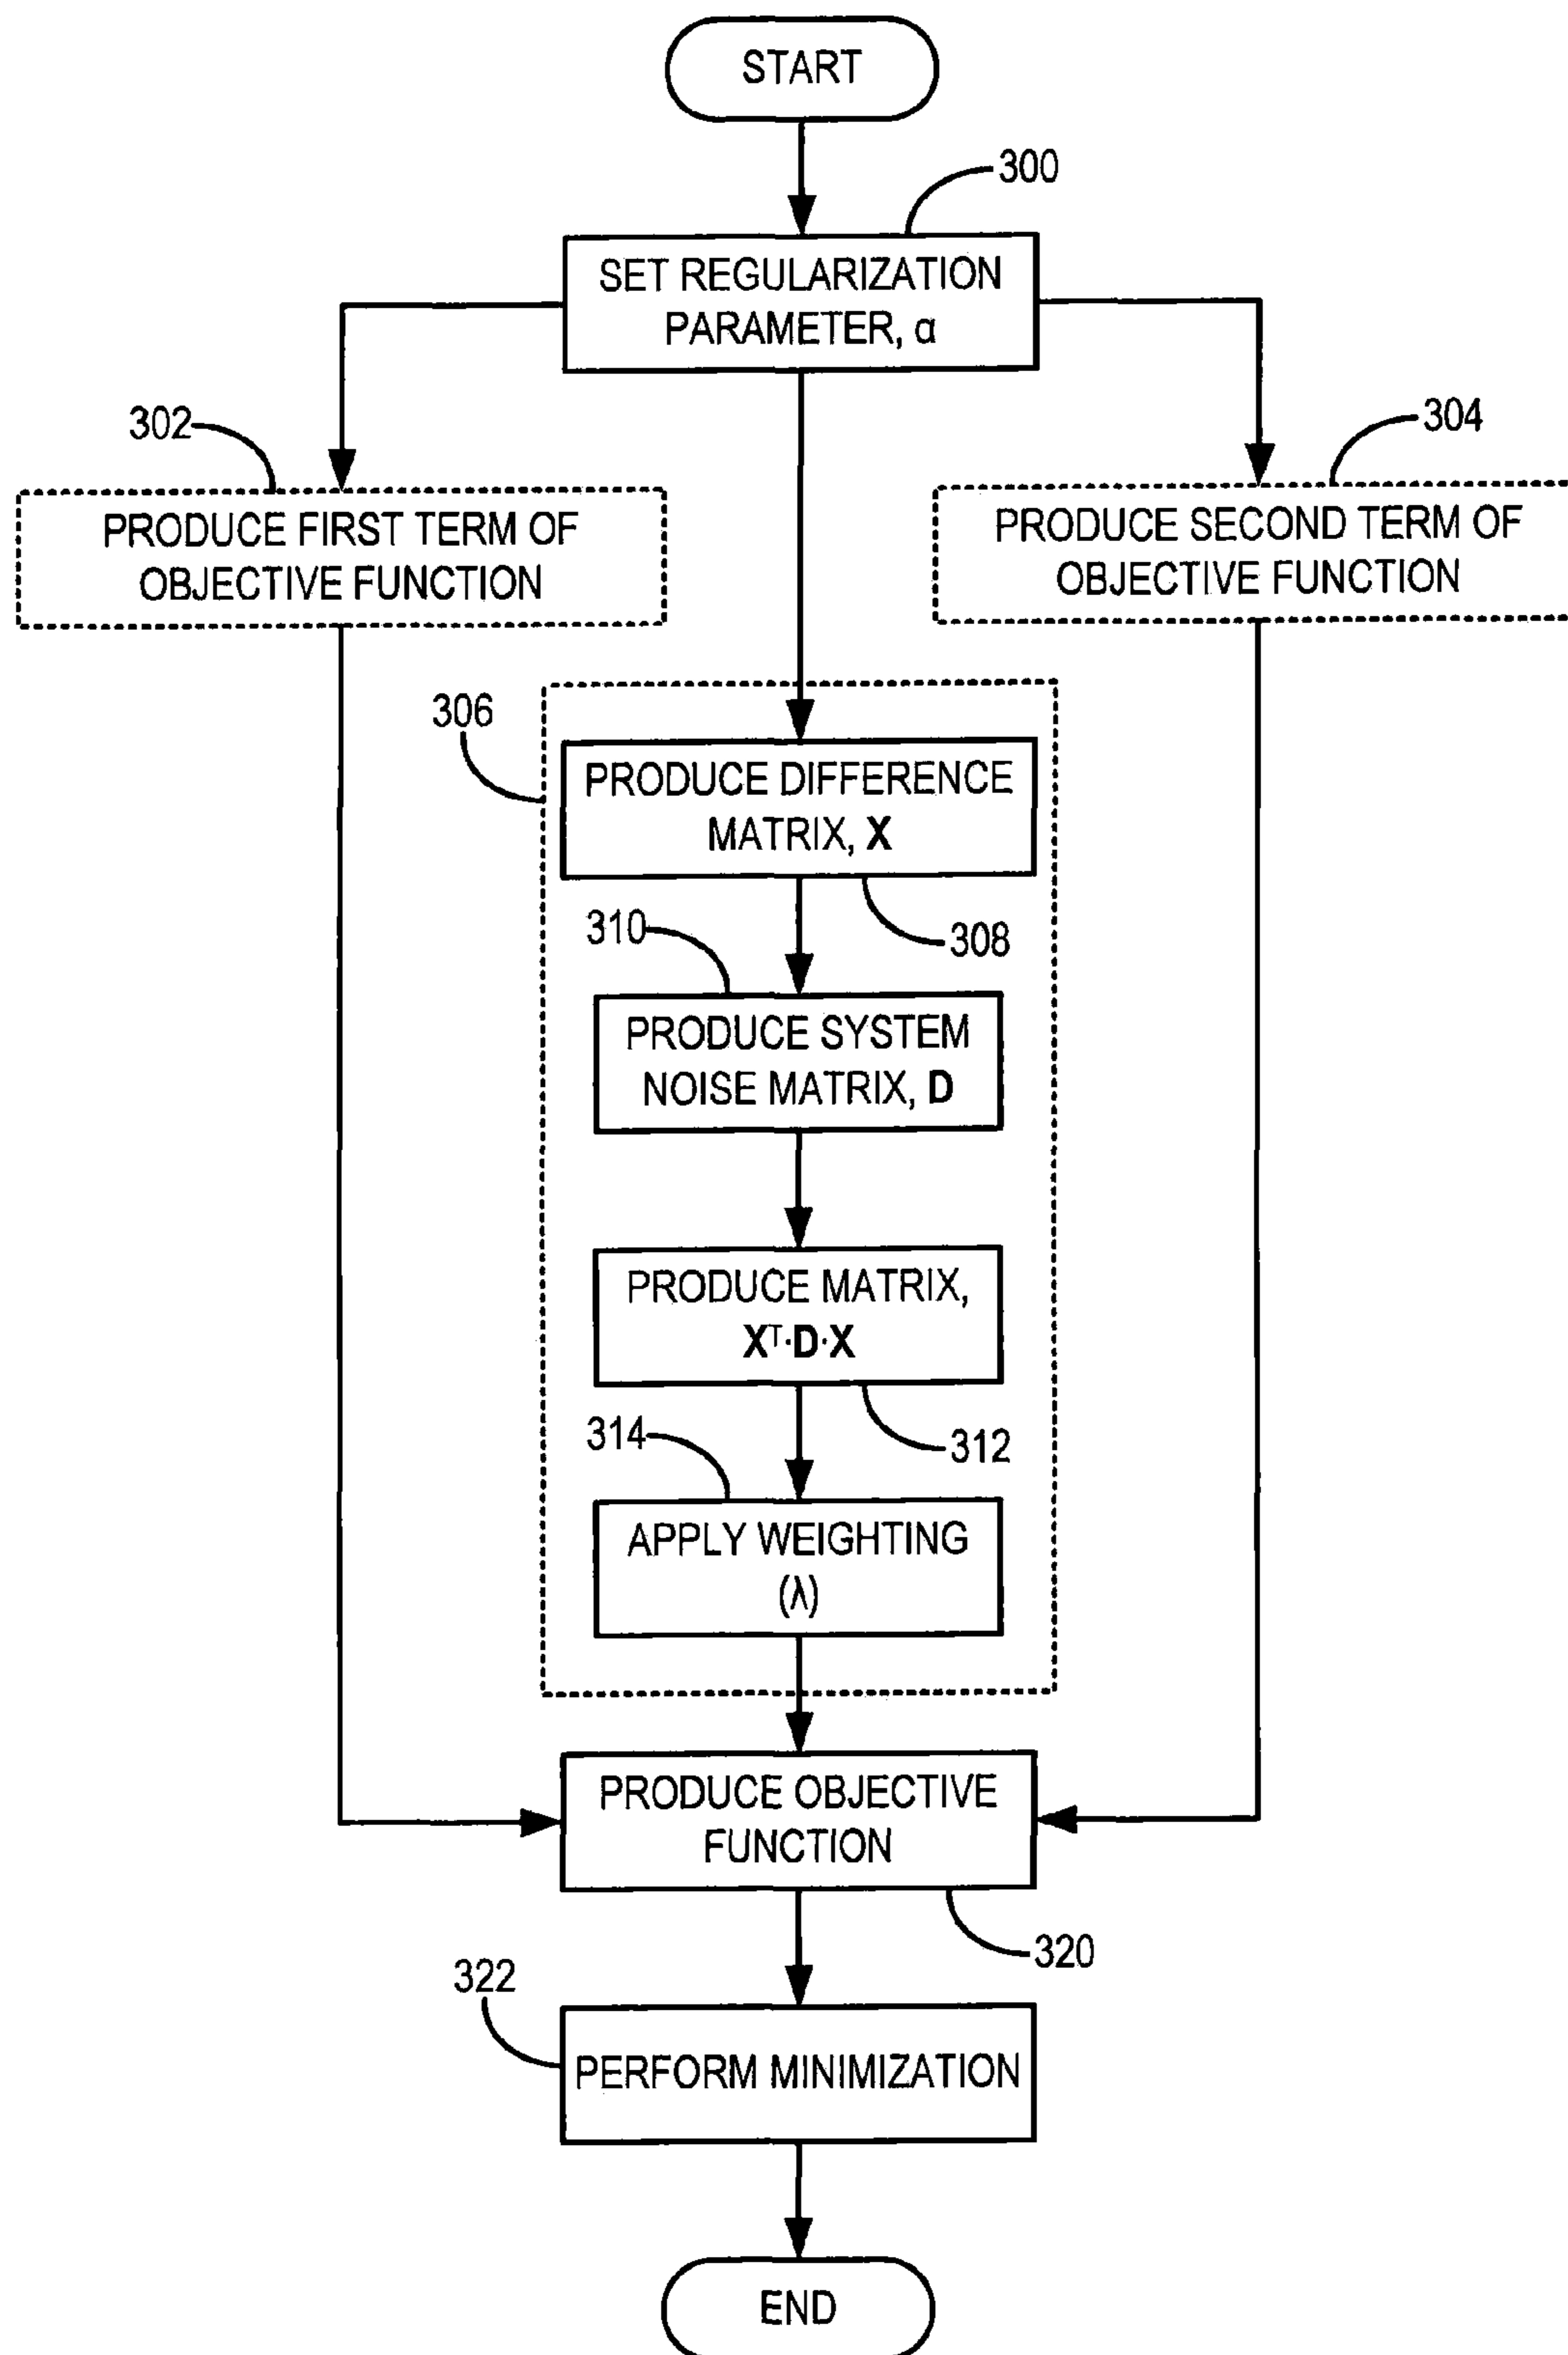 START
300
SET REGULARIZATION
PARAMETER, α
302
304
PRODUCE FIRST TERM OF
OBJECTIVE FUNCTION
PRODUCE SECOND TERM OF
OBJECTIVE FUNCTION
306
PRODUCE DIFFERENCE
MATRIX, X
308
310
PRODUCE SYSTEM
NOISE MATRIX, D
PRODUCE MATRIX,
Xᵀ·D·X
312
314
APPLY WEIGHTING
(λ)
PRODUCE OBJECTIVE
FUNCTION
320
322
PERFORM MINIMIZATION
END